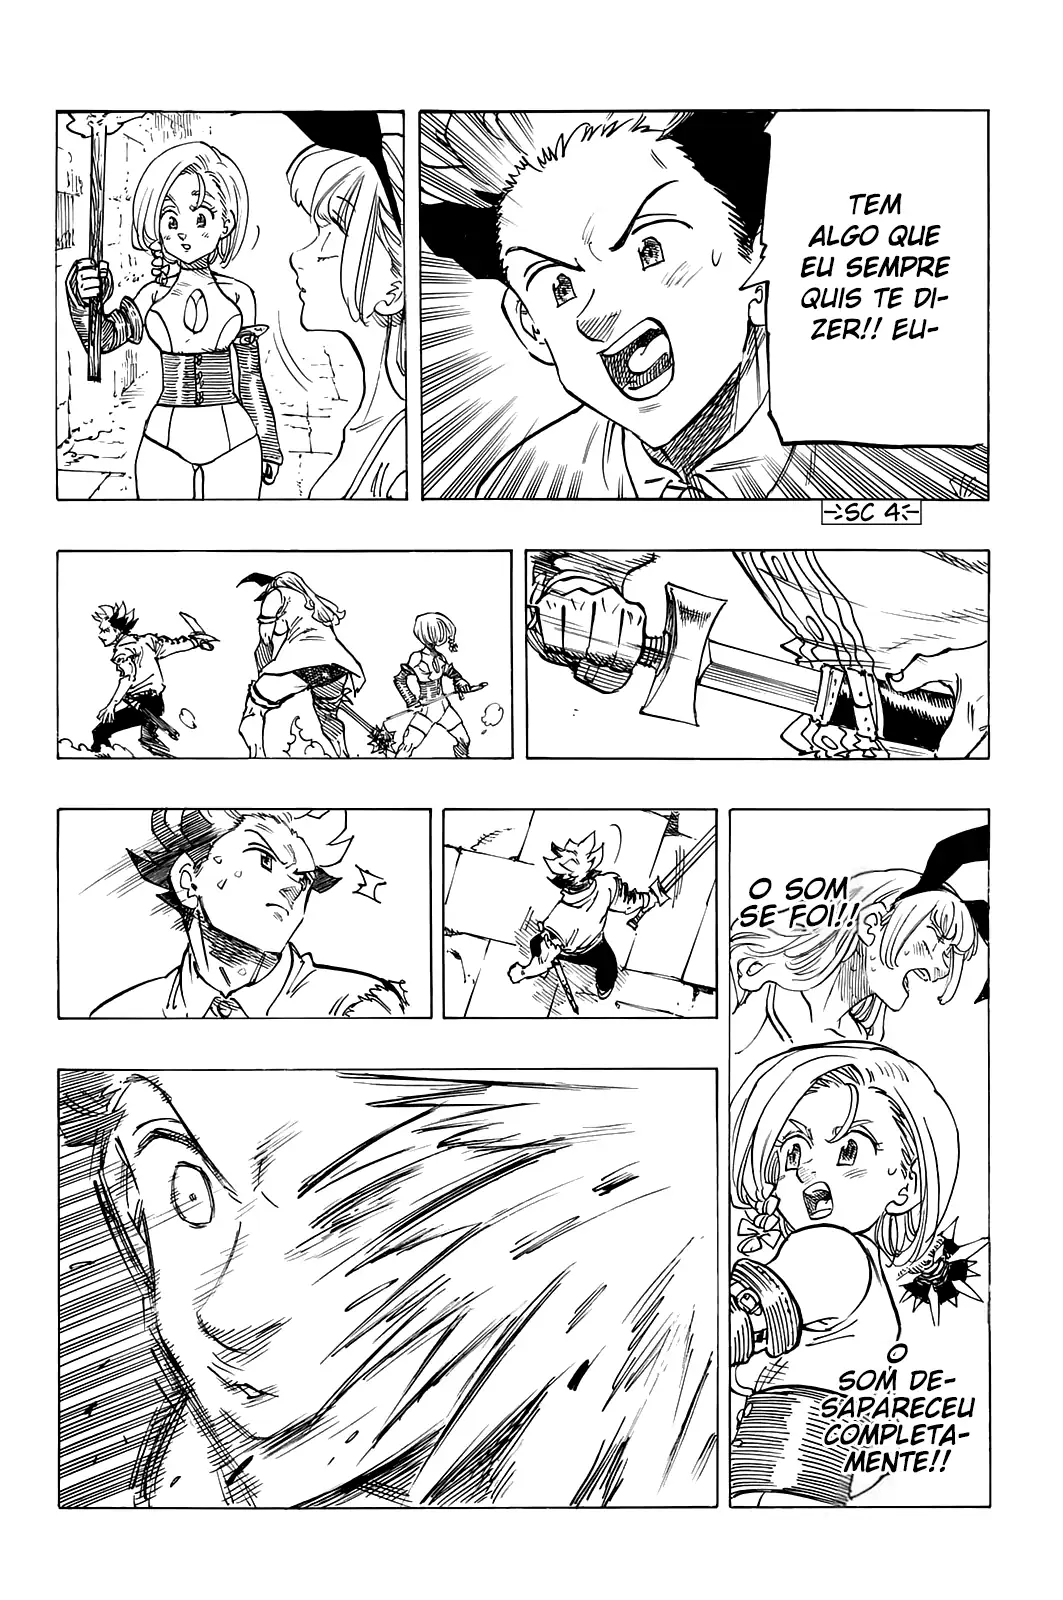 TEM
ALGO QUE
EU SEMPRE
QUIS TE DI-
ZER!! EU-
SC 4
O SOM
SE FOI!!
O
SOM DE-
SAPARECEU
COMPLETA-
MENTE!!